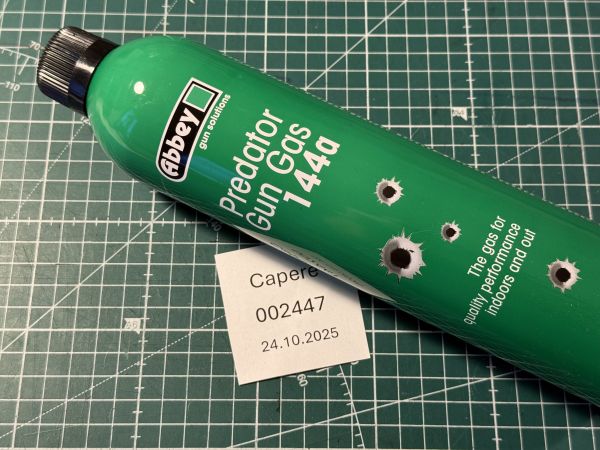 Abbey
gun solutions
Predator
Gun Gas
144a
The gas for
quality performance
indoors and out
Capere
002447
24.10.2025